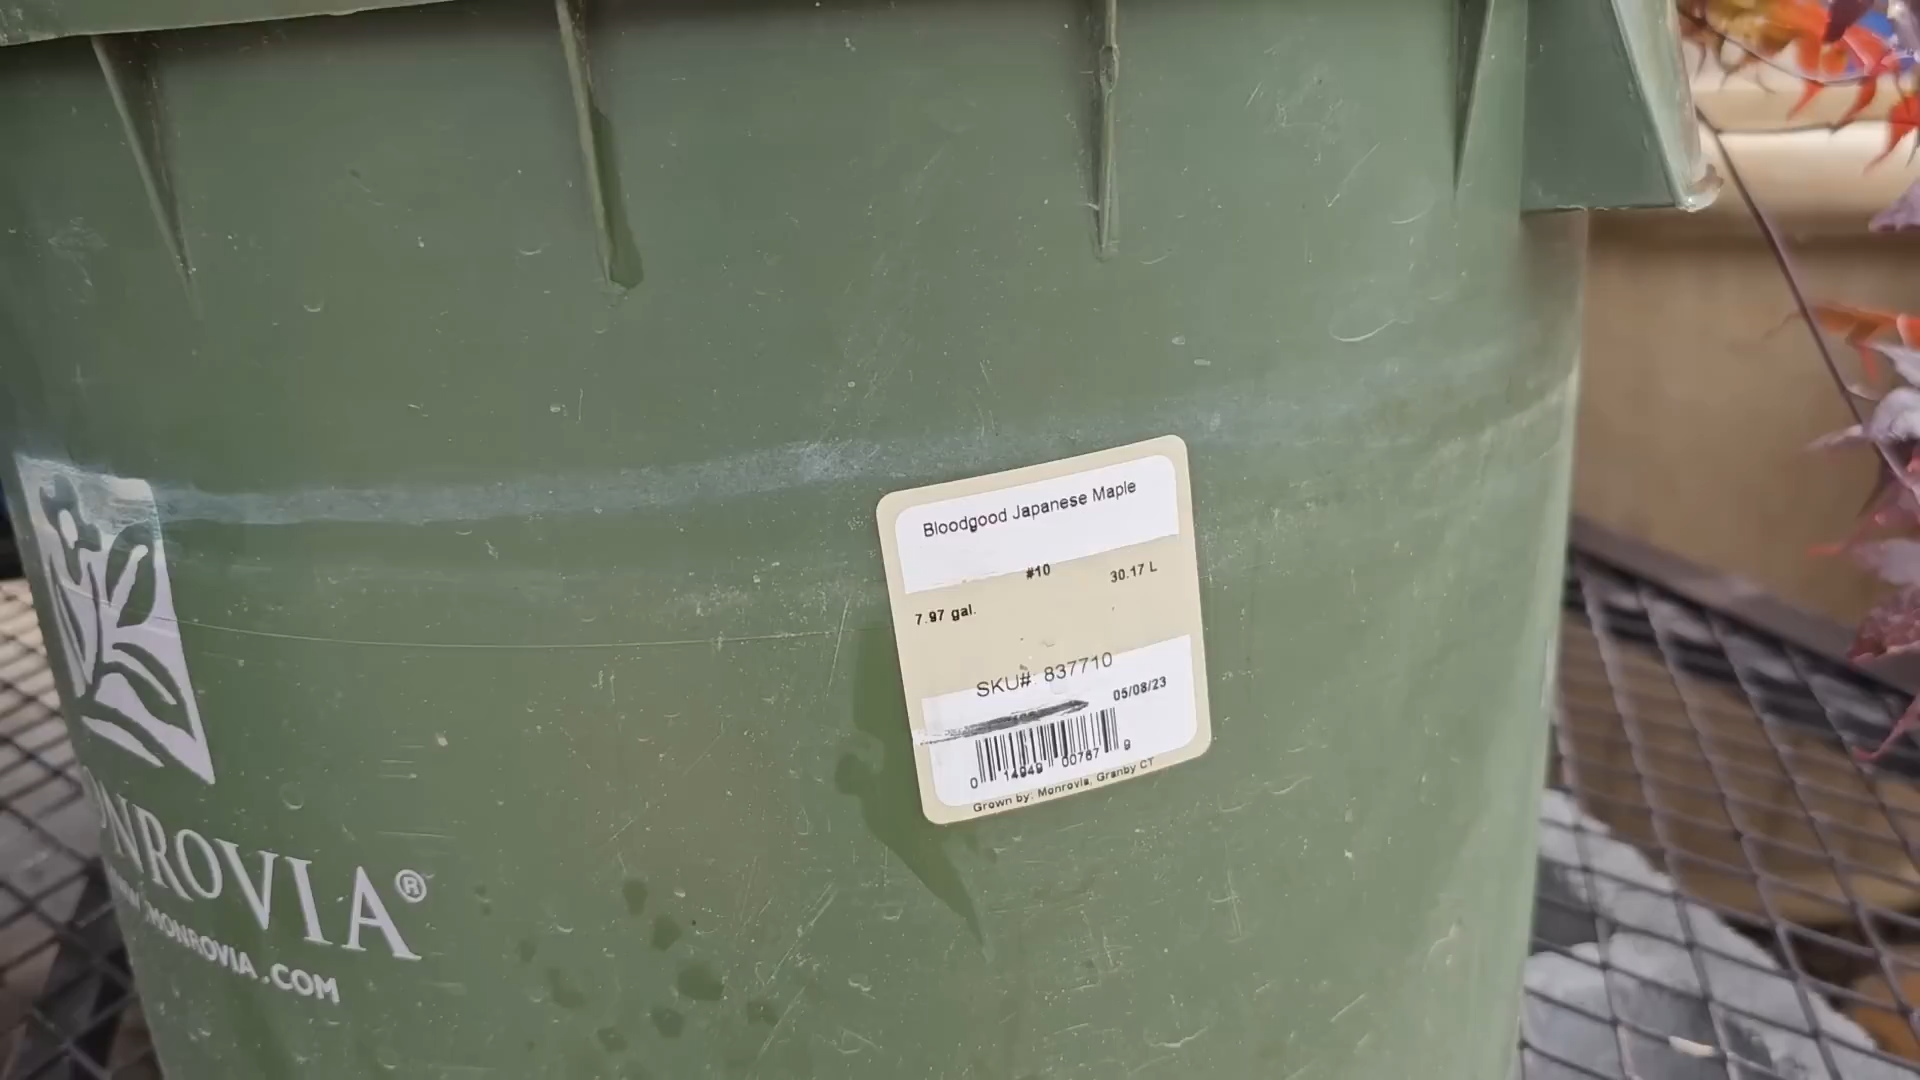 Bloodgood Japanese Maple
#10
30.17 L
7.97 gal.
SKU#: 837710
05/08/23
0 14949 00767 9
Grown by: Monrovia, Granby CT
ONROVIA®
.MONROVIA.COM